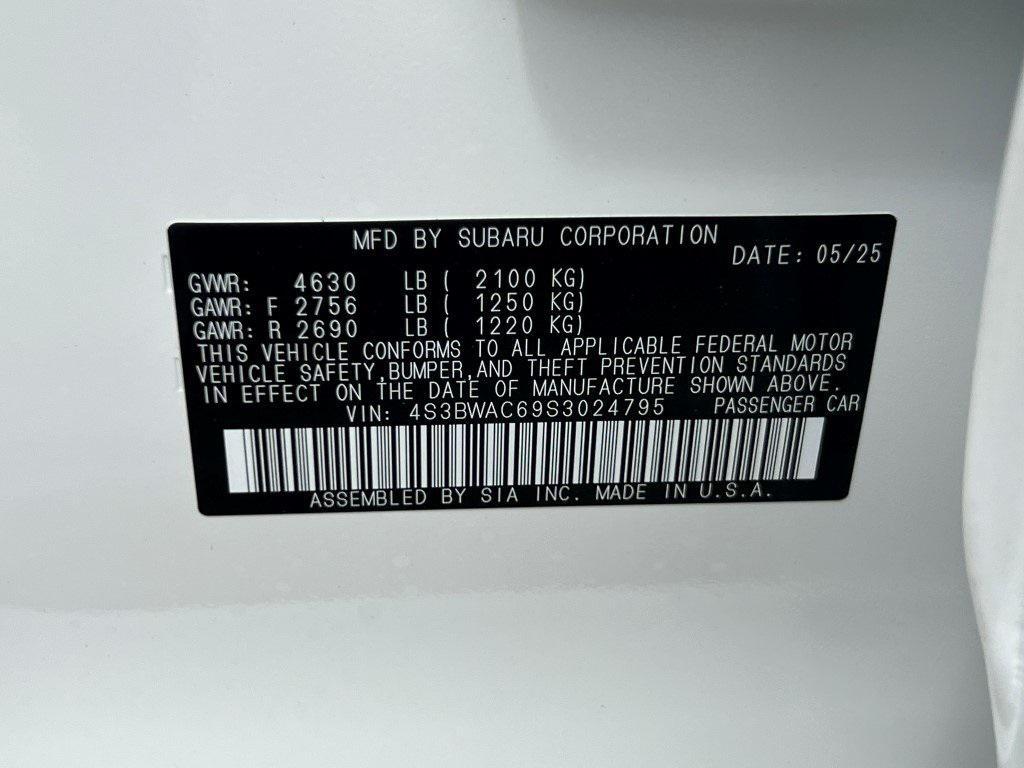 MFD BY SUBARU CORPORATION
DATE: 05/25
GVWR: 4630 LB ( 2100 KG)
GAWR: F 2756 LB ( 1250 KG)
GAWR: R 2690 LB ( 1220 KG)
THIS VEHICLE CONFORMS TO ALL APPLICABLE FEDERAL MOTOR
VEHICLE SAFETY,BUMPER,AND THEFT PREVENTION STANDARDS
IN EFFECT ON THE DATE OF MANUFACTURE SHOWN ABOVE.
VIN: 4S3BWAC69S3024795 PASSENGER CAR
ASSEMBLED BY SIA INC. MADE IN U.S.A.